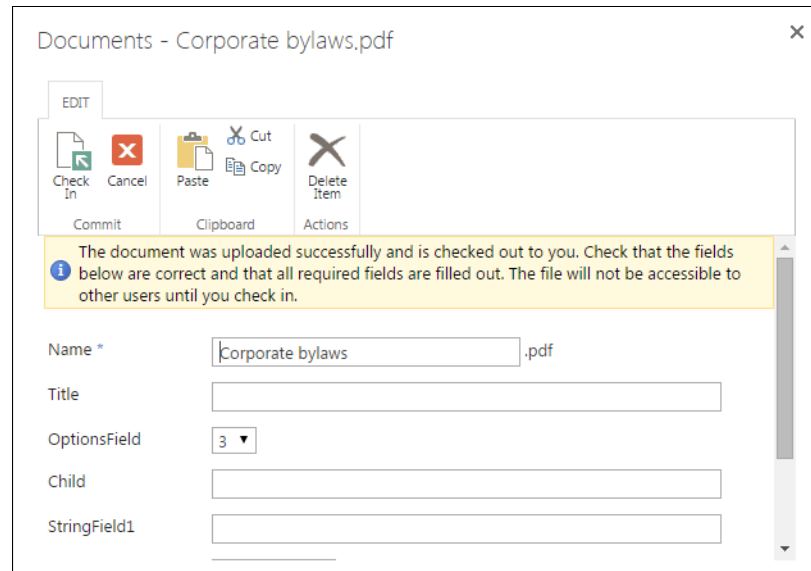 Documents - Corporate bylaws.pdf
EDIT
Check In
Cancel
Paste
Cut
Copy
Delete Item
Commit
Clipboard
Actions
The document was uploaded successfully and is checked out to you. Check that the fields
below are correct and that all required fields are filled out. The file will not be accessible to
other users until you check in.
Name *
Corporate bylaws
.pdf
Title
OptionsField
3
Child
StringField1